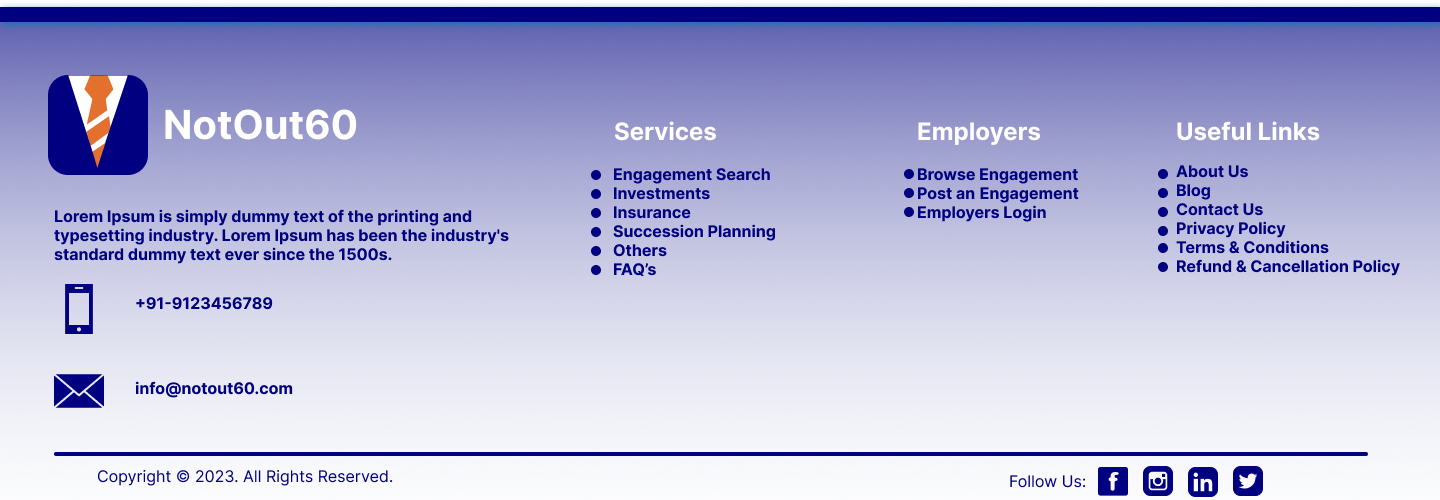 NotOut60
Lorem Ipsum is simply dummy text of the printing and
typesetting industry. Lorem Ipsum has been the industry's
standard dummy text ever since the 1500s.
+91-9123456789
info@notout60.com
Services
Engagement Search
Investments
Insurance
Succession Planning
Others
FAQ’s
Employers
Browse Engagement
Post an Engagement
Employers Login
Useful Links
About Us
Blog
Contact Us
Privacy Policy
Terms & Conditions
Refund & Cancellation Policy
Copyright © 2023. All Rights Reserved.
Follow Us: